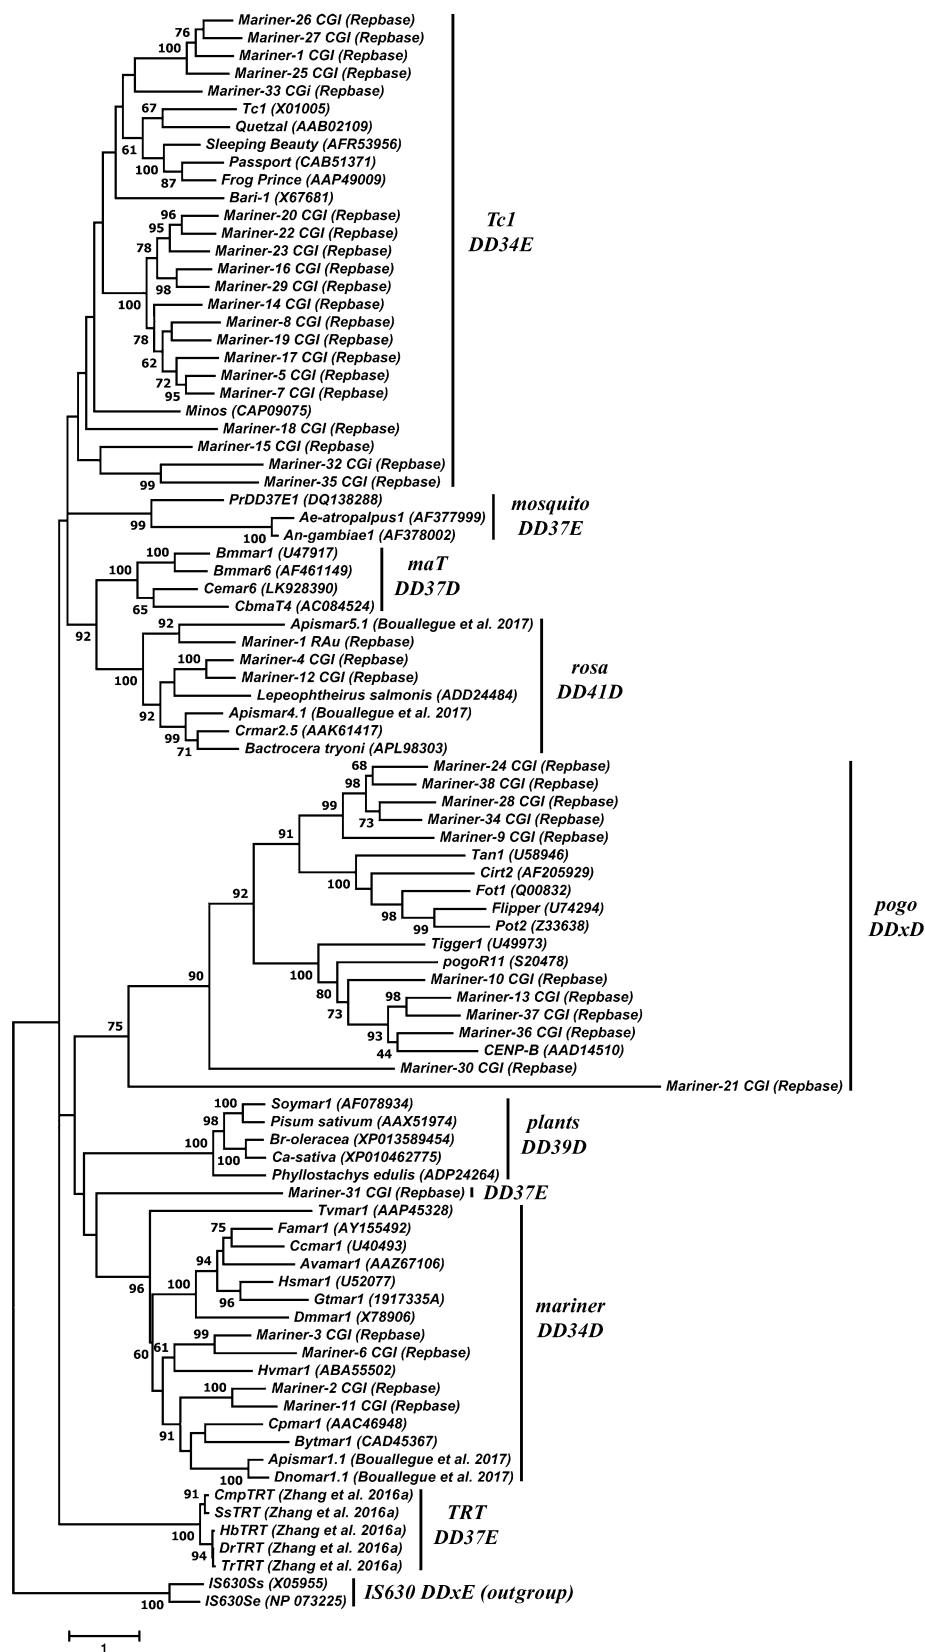 Mariner-26 CGI (Repbase)
76
Mariner-27 CGI (Repbase)
100
Mariner-1 CGI (Repbase)
Mariner-25 CGI (Repbase)
Mariner-33 CGi (Repbase)
67
Tc1 (X01005)
Quetzal (AAB02109)
61
Sleeping Beauty (AFR53956)
100
Passport (CAB51371)
87
Frog Prince (AAP49009)
Bari-1 (X67681)
Tc1
DD34E
96
Mariner-20 CGI (Repbase)
95
Mariner-22 CGI (Repbase)
78
Mariner-23 CGI (Repbase)
Mariner-16 CGI (Repbase)
98
Mariner-29 CGI (Repbase)
100
Mariner-14 CGI (Repbase)
Mariner-8 CGI (Repbase)
78
Mariner-19 CGI (Repbase)
62
Mariner-17 CGI (Repbase)
72
Mariner-5 CGI (Repbase)
95
Mariner-7 CGI (Repbase)
Minos (CAP09075)
Mariner-18 CGI (Repbase)
Mariner-15 CGI (Repbase)
Mariner-32 CGi (Repbase)
99
Mariner-35 CGI (Repbase)
PrDD37E1 (DQ138288)
99
Ae-atropalpus1 (AF377999)
100
An-gambiae1 (AF378002)
mosquito
DD37E
100
Bmmar1 (U47917)
100
Bmmar6 (AF461149)
Cemar6 (LK928390)
65
CbmaT4 (AC084524)
maT
DD37D
92
92
Apismar5.1 (Bouallegue et al. 2017)
Mariner-1 RAu (Repbase)
100
100
Mariner-4 CGI (Repbase)
Mariner-12 CGI (Repbase)
Lepeophtheirus salmonis (ADD24484)
92
Apismar4.1 (Bouallegue et al. 2017)
99
Crmar2.5 (AAK61417)
71
Bactrocera tryoni (APL98303)
rosa
DD41D
68
Mariner-24 CGI (Repbase)
98
Mariner-38 CGI (Repbase)
99
Mariner-28 CGI (Repbase)
73
Mariner-34 CGI (Repbase)
91
Mariner-9 CGI (Repbase)
Tan1 (U58946)
100
Cirt2 (AF205929)
92
Fot1 (Q00832)
98
Flipper (U74294)
99
Pot2 (Z33638)
pogo
DDxD
Tigger1 (U49973)
100
pogoR11 (S20478)
90
80
Mariner-10 CGI (Repbase)
73
98
Mariner-13 CGI (Repbase)
Mariner-37 CGI (Repbase)
93
Mariner-36 CGI (Repbase)
44
CENP-B (AAD14510)
75
Mariner-30 CGI (Repbase)
Mariner-21 CGI (Repbase)
100
Soymar1 (AF078934)
98
Pisum sativum (AAX51974)
100
Br-oleracea (XP013589454)
100
Ca-sativa (XP010462775)
Phyllostachys edulis (ADP24264)
plants
DD39D
Mariner-31 CGI (Repbase)
DD37E
Tvmar1 (AAP45328)
75
Famar1 (AY155492)
Ccmar1 (U40493)
94
Avamar1 (AAZ67106)
96
100
Hsmar1 (U52077)
96
Gtmar1 (1917335A)
Dmmar1 (X78906)
mariner
DD34D
99
Mariner-3 CGI (Repbase)
60
61
Mariner-6 CGI (Repbase)
Hvmar1 (ABA55502)
100
Mariner-2 CGI (Repbase)
Mariner-11 CGI (Repbase)
91
Cpmar1 (AAC46948)
Bytmar1 (CAD45367)
Apismar1.1 (Bouallegue et al. 2017)
100
Dnomar1.1 (Bouallegue et al. 2017)
91
CmpTRT (Zhang et al. 2016a)
SsTRT (Zhang et al. 2016a)
100
HbTRT (Zhang et al. 2016a)
94
DrTRT (Zhang et al. 2016a)
TrTRT (Zhang et al. 2016a)
TRT
DD37E
IS630Ss (X05955)
100
IS630Se (NP 073225)
IS630 DDxE (outgroup)
1